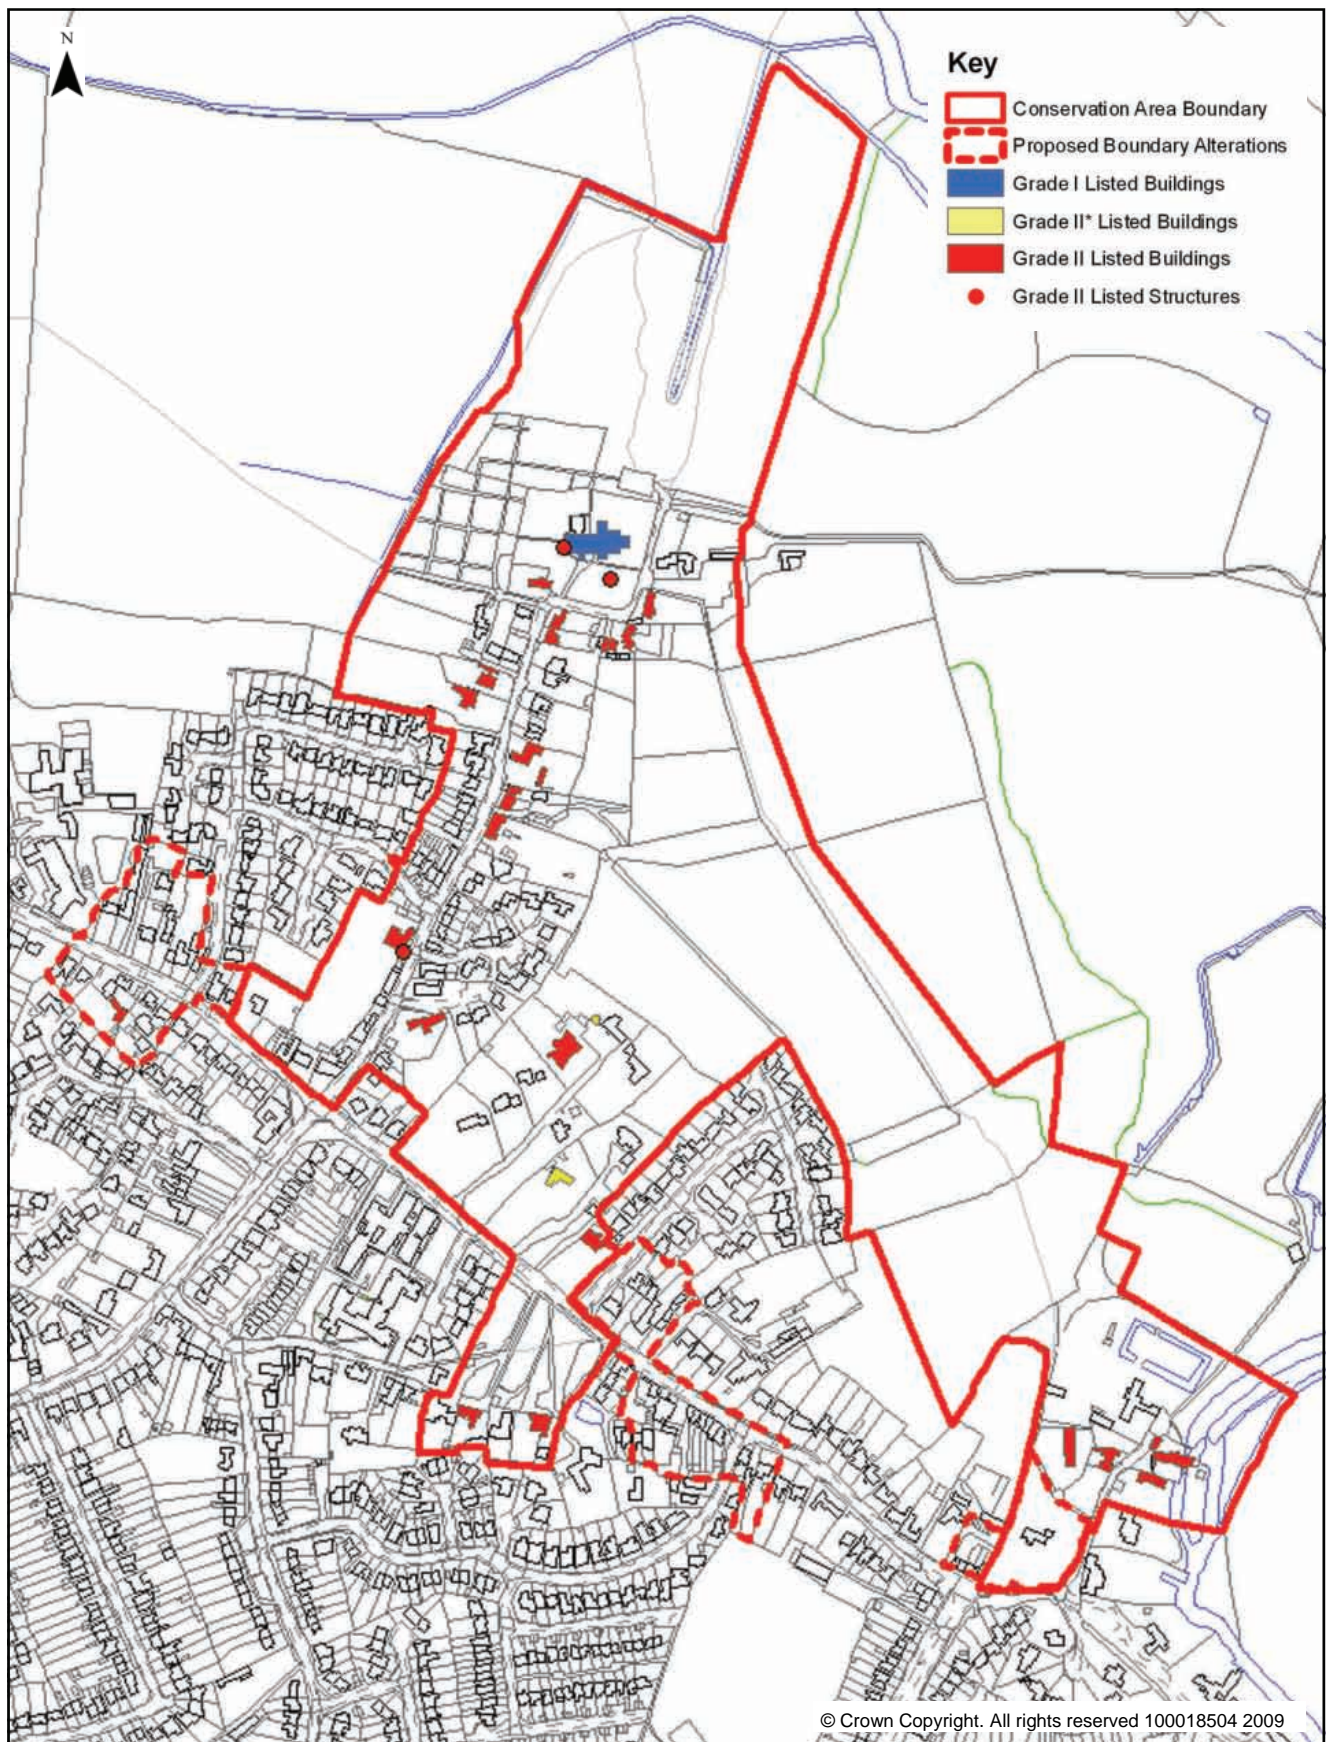 N
Key
Conservation Area Boundary
Proposed Boundary Alterations
Grade I Listed Buildings
Grade II* Listed Buildings
Grade II Listed Buildings
Grade II Listed Structures
© Crown Copyright. All rights reserved 100018504 2009